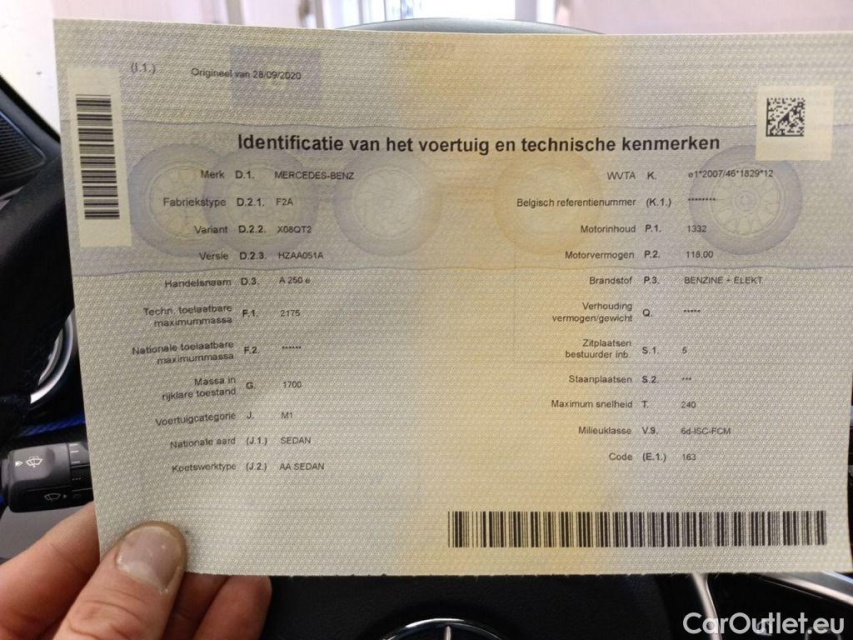 (I.1.) Origineel van 28/09/2020
Identificatie van het voertuig en technische kenmerken
Merk D.1. MERCEDES-BENZ
Fabriekstype D.2.1. F2A
Variant D.2.2. X08QT2
Versie D.2.3. HZAA051A
Handelsnaam D.3. A 250 e
Techn. toelaatbare
maximummassa F.1. 2175
Nationale toelaatbare
maximummassa F.2. ******
Massa in
rijklare toestand G. 1700
Voertuigcategorie J. M1
Nationale aard (J.1.) SEDAN
Koetswerktype (J.2.) AA SEDAN
WVTA K. e1*2007/46*1829*12
Belgisch referentienummer (K.1.) ********
Motorinhoud P.1. 1332
Motorvermogen P.2. 118,00
Brandstof P.3. BENZINE + ELEKT
Verhouding
vermogen/gewicht Q. *****
Zitplaatsen
bestuurder inb. S.1. 5
Staanplaatsen S.2. ***
Maximum snelheid T. 240
Milieuklasse V.9. 6d-ISC-FCM
Code (E.1.) 163
CarOutlet.eu